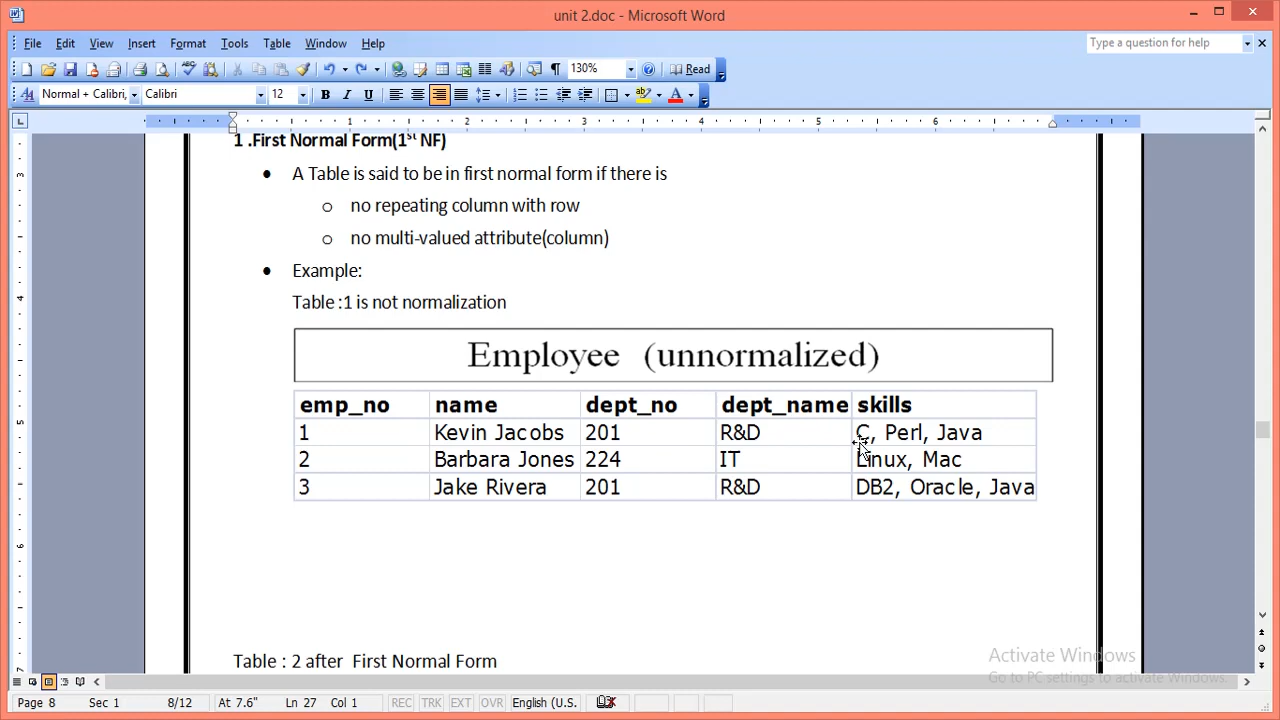 unit 2.doc - Microsoft Word
File Edit View Insert Format Tools Table Window Help
Type a question for help
130% Read
Normal + Calibri, Calibri 12 B I U A
1 2 3 4 5 6
1 .First Normal Form(1st NF)
A Table is said to be in first normal form if there is
o no repeating column with row
o no multi-valued attribute(column)
Example:
Table :1 is not normalization
Employee (unnormalized)
emp_no name dept_no dept_name skills
1 Kevin Jacobs 201 R&D C, Perl, Java
2 Barbara Jones 224 IT Linux, Mac
3 Jake Rivera 201 R&D DB2, Oracle, Java
Table : 2 after First Normal Form
Activate Windows
Go to PC settings to activate Windows.
Page 8 Sec 1 8/12 At 7.6" Ln 27 Col 1 REC TRK EXT OVR English (U.S.